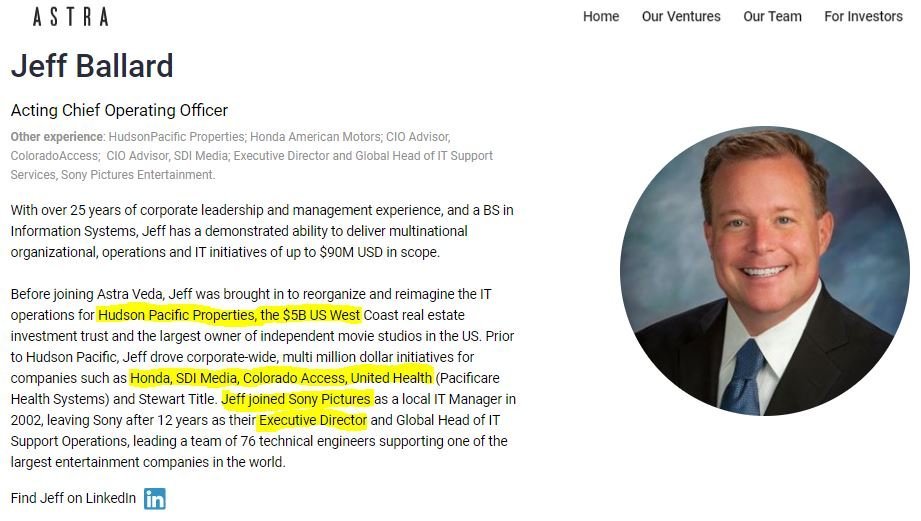 ASTRA
Home Our Ventures Our Team For Investors
Jeff Ballard
Acting Chief Operating Officer
Other experience: HudsonPacific Properties; Honda American Motors; CIO Advisor,
ColoradoAccess; CIO Advisor, SDI Media; Executive Director and Global Head of IT Support
Services, Sony Pictures Entertainment.
With over 25 years of corporate leadership and management experience, and a BS in
Information Systems, Jeff has a demonstrated ability to deliver multinational
organizational, operations and IT initiatives of up to $90M USD in scope.
Before joining Astra Veda, Jeff was brought in to reorganize and reimagine the IT
operations for Hudson Pacific Properties, the $5B US West Coast real estate
investment trust and the largest owner of independent movie studios in the US. Prior
to Hudson Pacific, Jeff drove corporate-wide, multi million dollar initiatives for
companies such as Honda, SDI Media, Colorado Access, United Health (Pacificare
Health Systems) and Stewart Title. Jeff joined Sony Pictures as a local IT Manager in
2002, leaving Sony after 12 years as their Executive Director and Global Head of IT
Support Operations, leading a team of 76 technical engineers supporting one of the
largest entertainment companies in the world.
Find Jeff on LinkedIn in